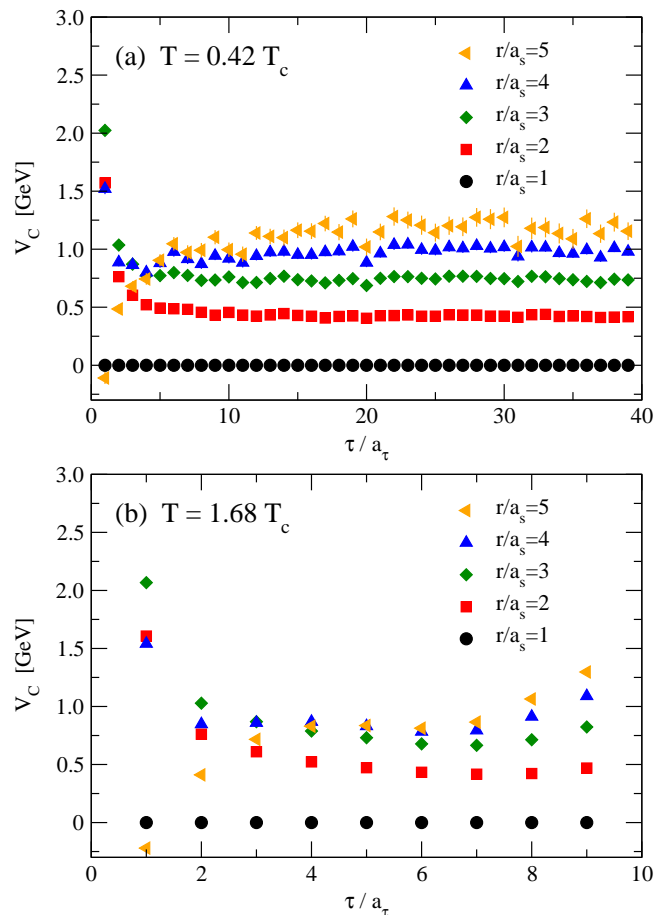 3.0
(a) T = 0.42 T_c
r/a_s=5
2.5
r/a_s=4
2.0
r/a_s=3
r/a_s=2
1.5
r/a_s=1
V_C [GeV]
1.0
0.5
0
0 10 20 30 40
τ / a_τ
3.0
(b) T = 1.68 T_c
r/a_s=5
2.5
r/a_s=4
2.0
r/a_s=3
r/a_s=2
1.5
r/a_s=1
V_C [GeV]
1.0
0.5
0
0 2 4 6 8 10
τ / a_τ